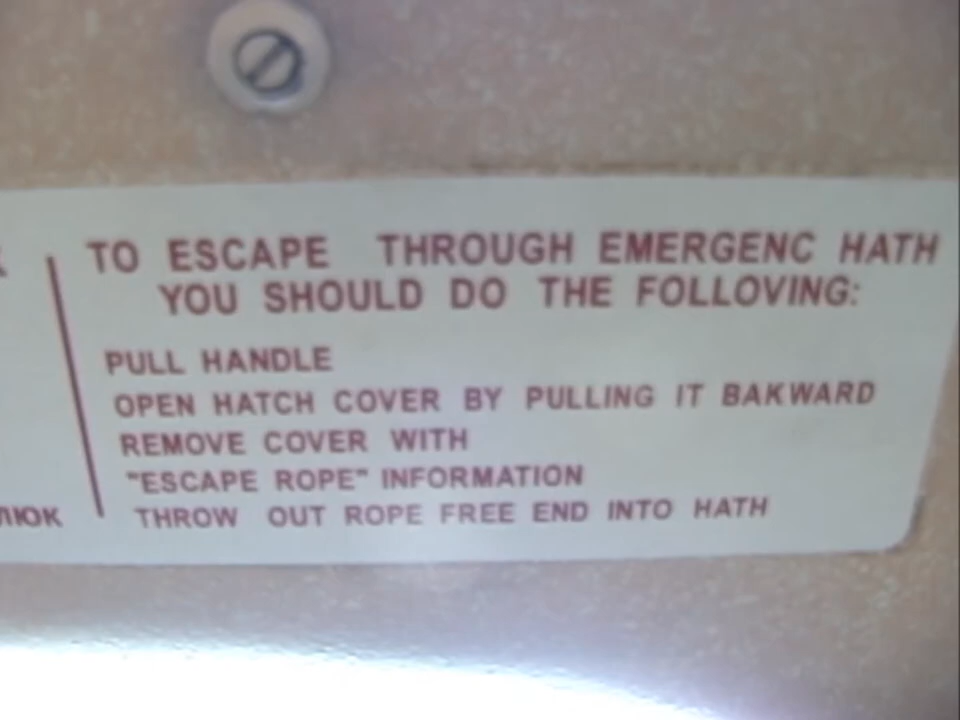 TO ESCAPE THROUGH EMERGENC HATH
YOU SHOULD DO THE FOLLOVING:
PULL HANDLE
OPEN HATCH COVER BY PULLING IT BAKWARD
REMOVE COVER WITH
"ESCAPE ROPE" INFORMATION
THROW OUT ROPE FREE END INTO HATH
ЛЮК